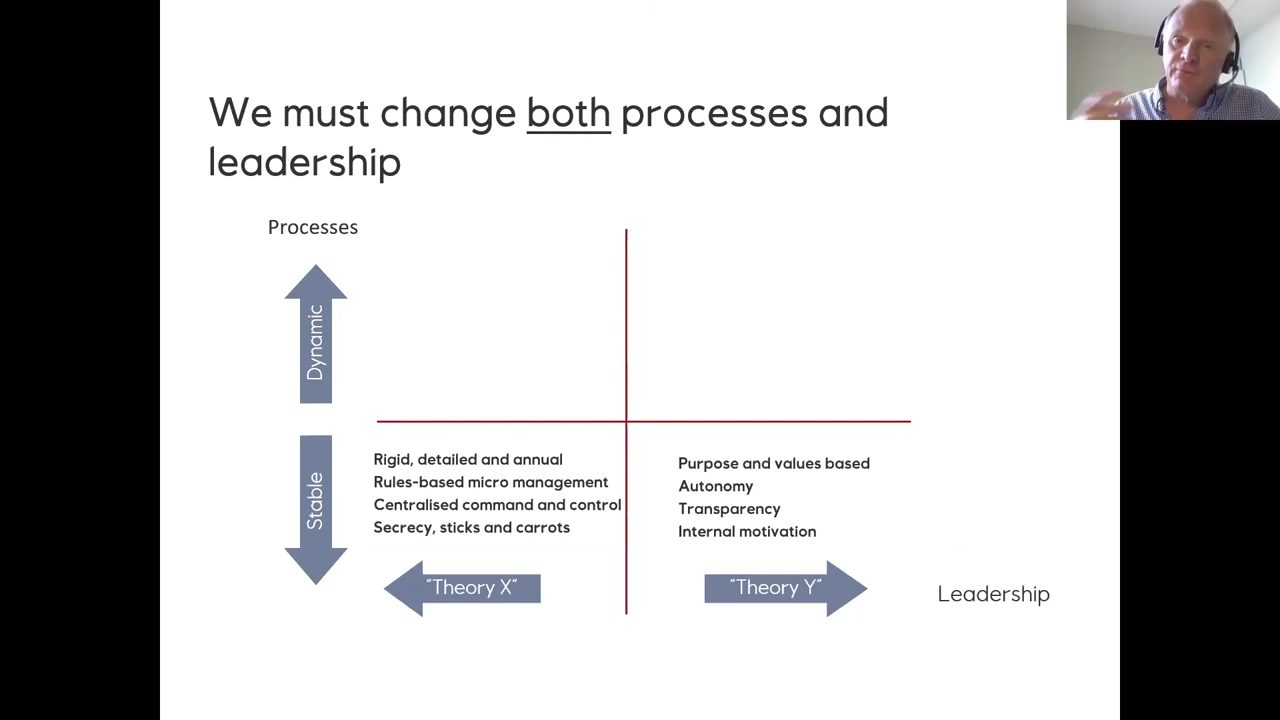 We must change both processes and
leadership
Processes
Dynamic
Stable
Rigid, detailed and annual
Rules-based micro management
Centralised command and control
Secrecy, sticks and carrots
Purpose and values based
Autonomy
Transparency
Internal motivation
"Theory X"
"Theory Y"
Leadership